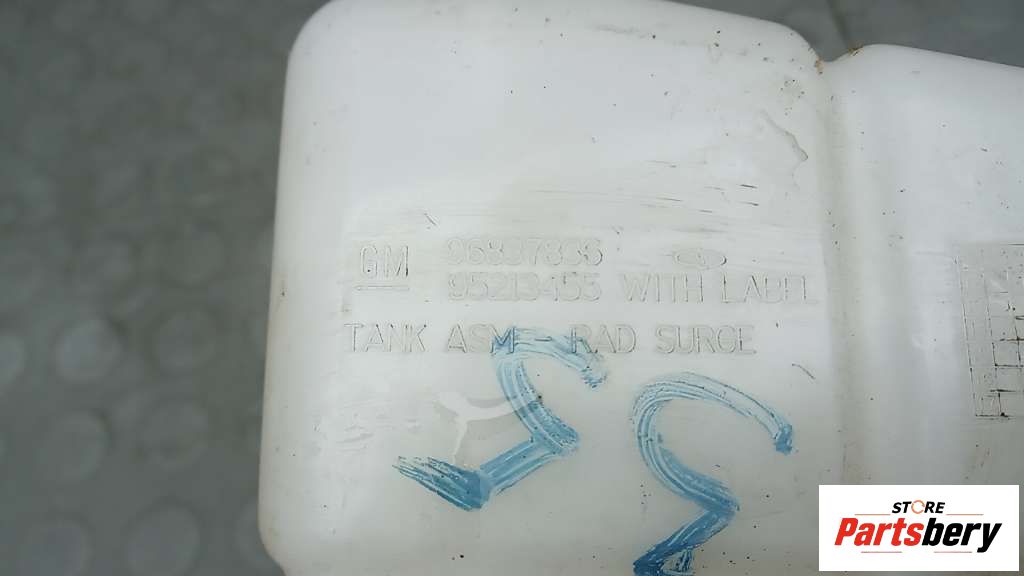 GM
96837836
95213455 WITH LABEL
TANK ASM - RAD SURGE
STORE
Partsbery